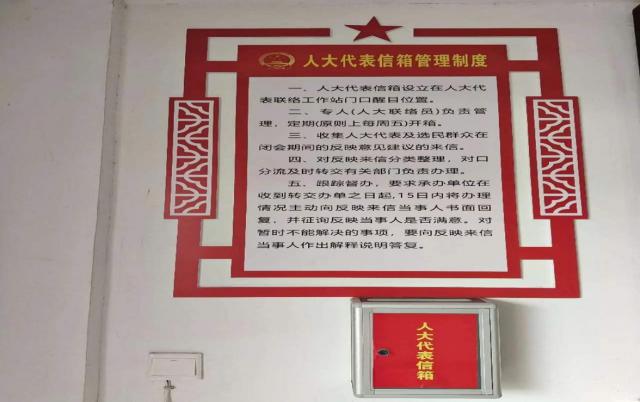 人大代表信箱管理制度
一、人大代表信箱设立在人大代
表联络工作站门口醒目位置。
二、专人(人大联络员)负责管
理，定期(原则上每周五)开箱。
三、收集人大代表及选民群众在
闭会期间的反映意见建议的来信。
四、对反映来信分类整理，对口
分流及时转交有关部门负责办理。
五、跟踪督办，要求承办单位在
收到转交办单之日起,15日内将办理
情况主动向反映来信当事人书面回
复，并征询反映当事人是否满意。对
暂时不能解决的事项，要向反映来信
当事人作出解释说明答复。
人大代表信箱